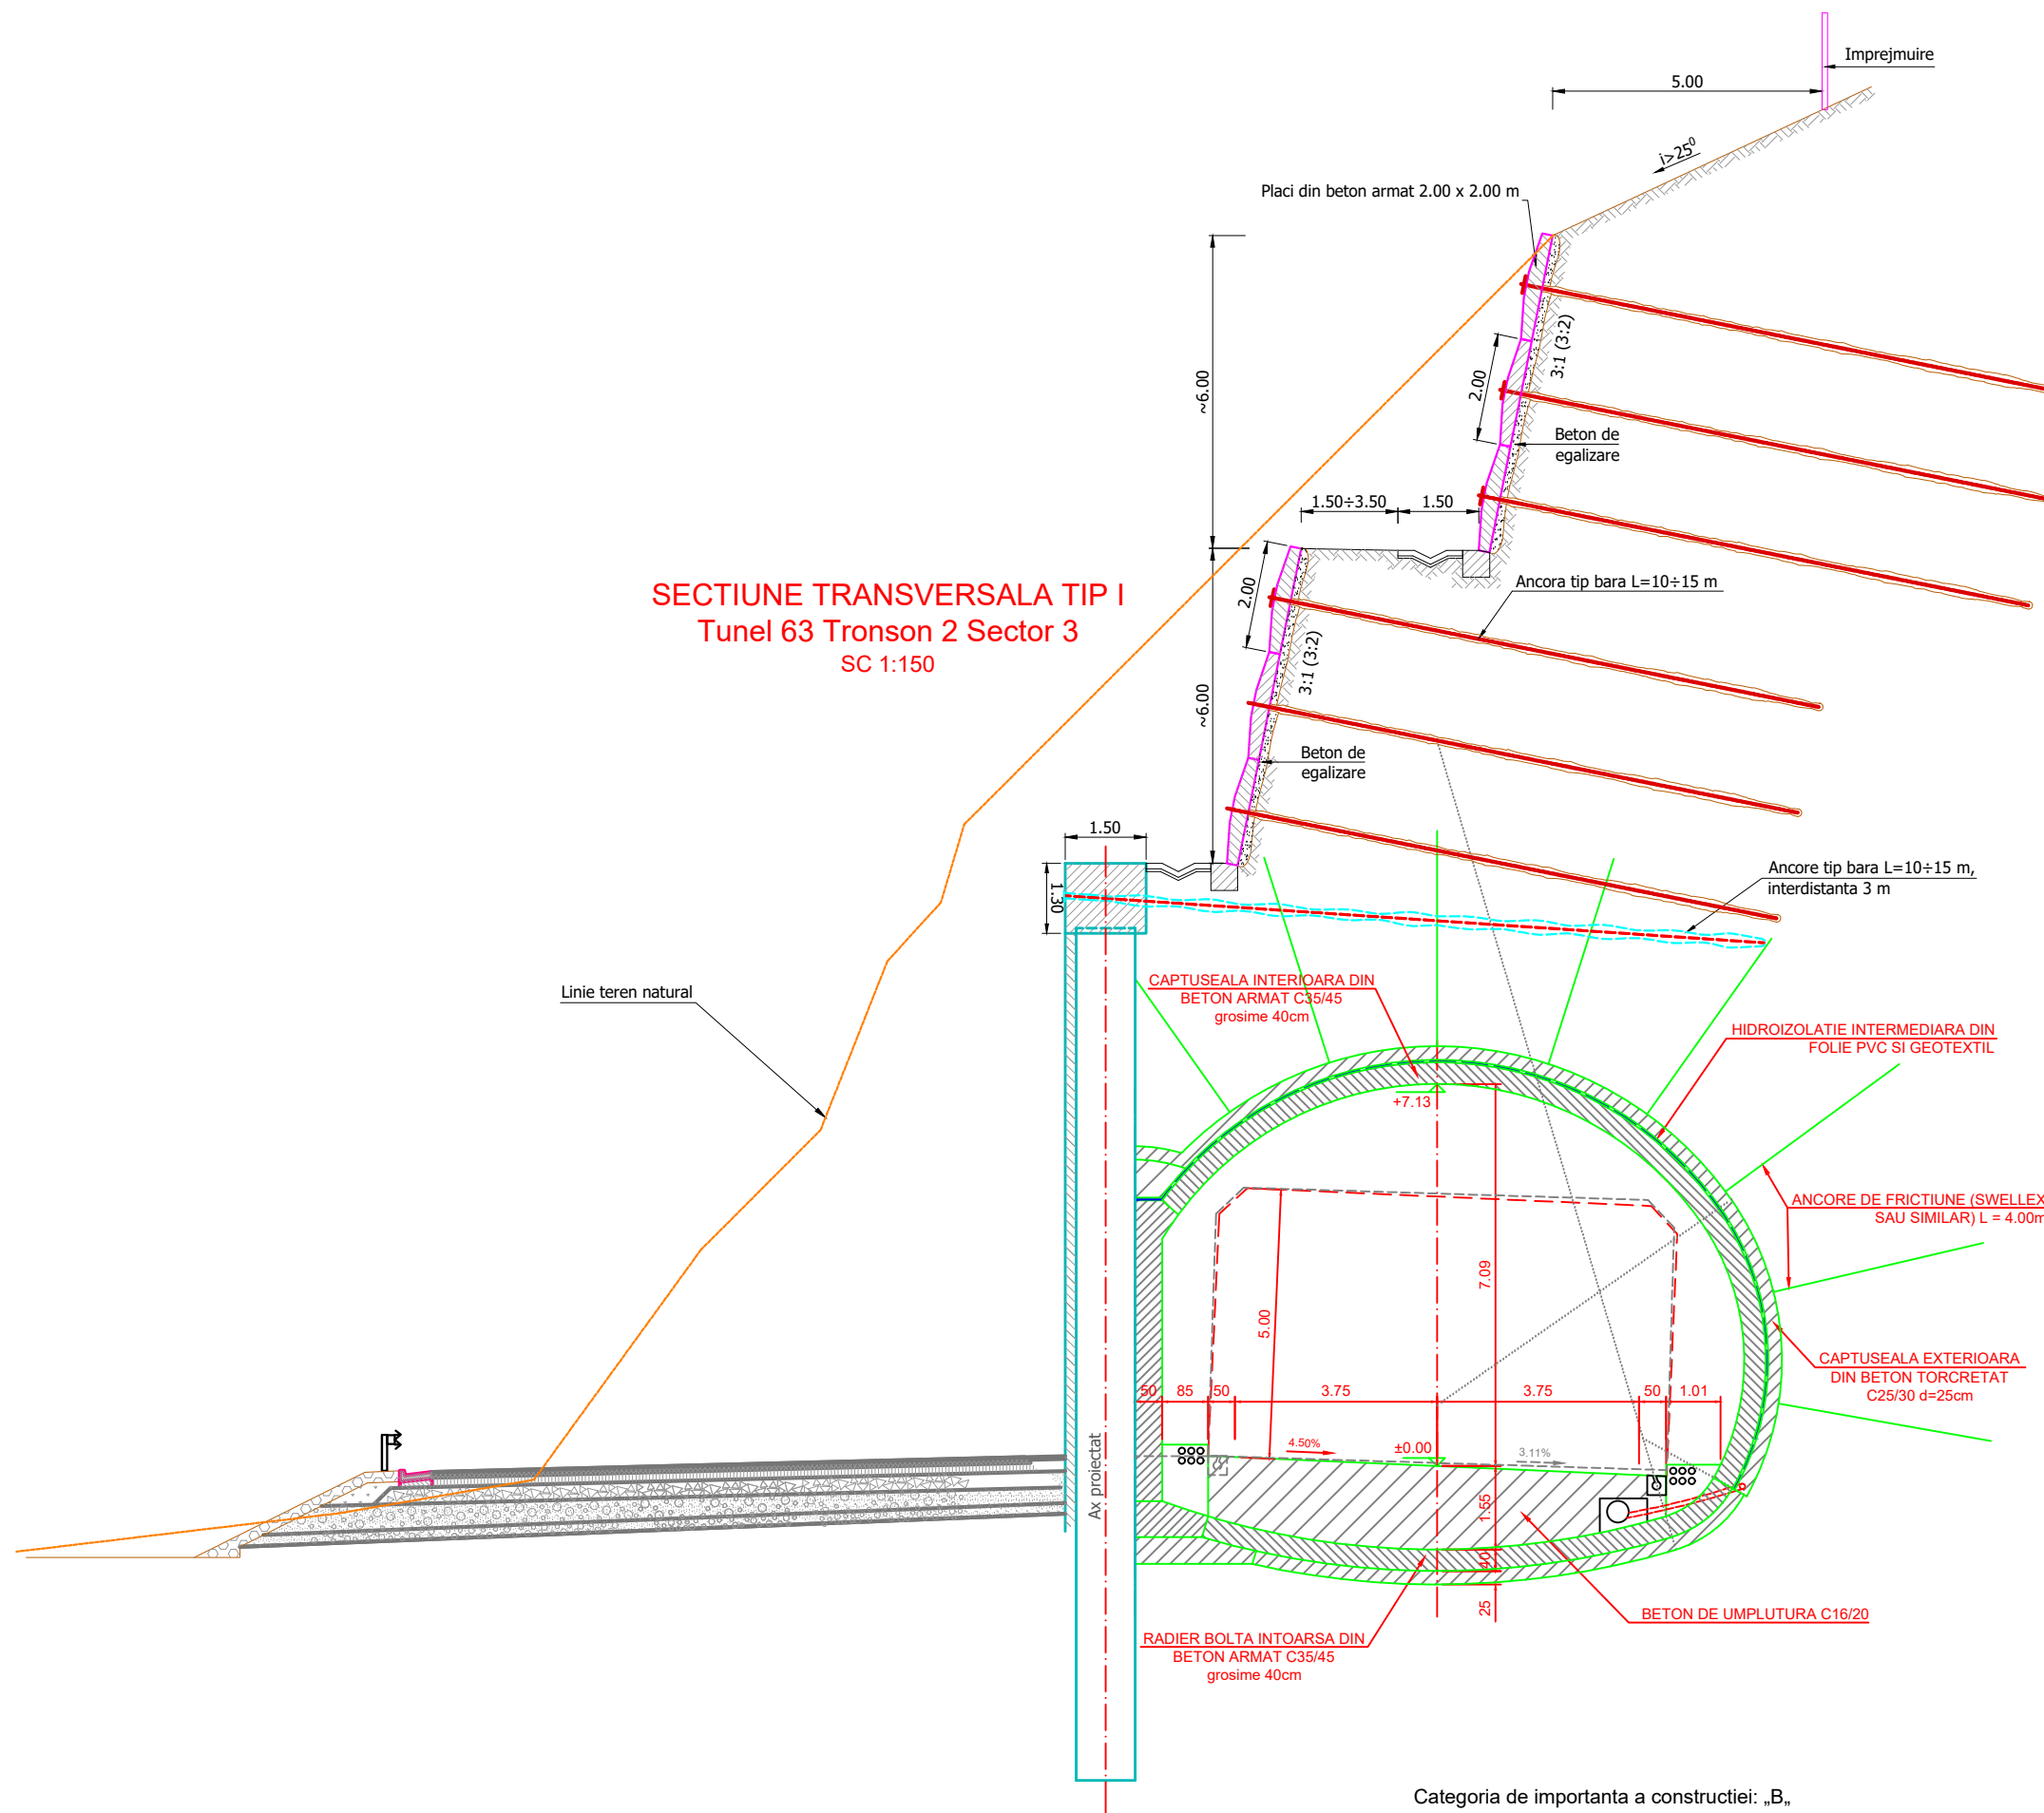 Imprejmuire
5.00
i>25⁰
Placi din beton armat 2.00 x 2.00 m
~6.00
3:1 (3:2)
2.00
Beton de
egalizare
1.50÷3.50
1.50
Ancora tip bara L=10÷15 m
SECTIUNE TRANSVERSALA TIP I
Tunel 63 Tronson 2 Sector 3
SC 1:150
2.00
3:1 (3:2)
~6.00
Beton de
egalizare
1.50
1.30
Ancore tip bara L=10÷15 m,
interdistanta 3 m
Linie teren natural
CAPTUSEALA INTERIOARA DIN
BETON ARMAT C35/45
grosime 40cm
HIDROIZOLATIE INTERMEDIARA DIN
FOLIE PVC SI GEOTEXTIL
+7.13
ANCORE DE FRICTIUNE (SWELLEX
SAU SIMILAR) L = 4.00m
7.09
5.00
CAPTUSEALA EXTERIOARA
DIN BETON TORCRETAT
C25/30 d=25cm
50
85
50
3.75
3.75
50
1.01
4.50%
±0.00
3.11%
Ax proiectat
1.55
40
25
BETON DE UMPLUTURA C16/20
RADIER BOLTA INTOARSA DIN
BETON ARMAT C35/45
grosime 40cm
Categoria de importanta a constructiei: „B„